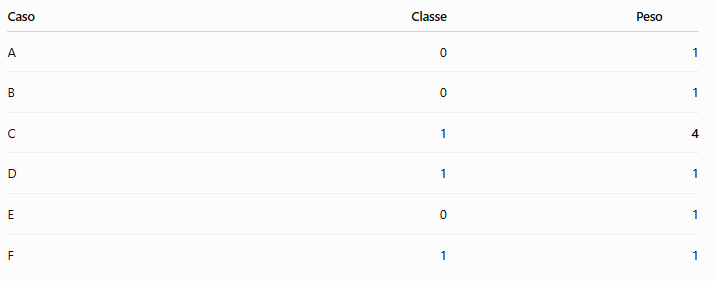 Caso Classe Peso
A 0 1
B 0 1
C 1 4
D 1 1
E 0 1
F 1 1